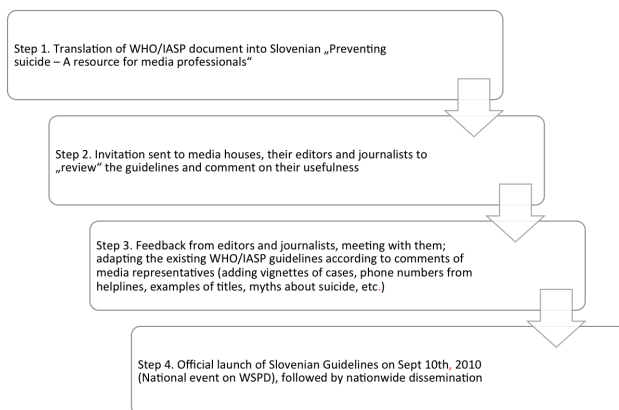 Step 1. Translation of WHO/IASP document into Slovenian „Preventing
suicide – A resource for media professionals“
Step 2. Invitation sent to media houses, their editors and journalists to
„review“ the guidelines and comment on their usefulness
Step 3. Feedback from editors and journalists, meeting with them;
adapting the existing WHO/IASP guidelines according to comments of
media representatives (adding vignettes of cases, phone numbers from
helplines, examples of titles, myths about suicide, etc.)
Step 4. Official launch of Slovenian Guidelines on Sept 10th, 2010
(National event on WSPD), followed by nationwide dissemination